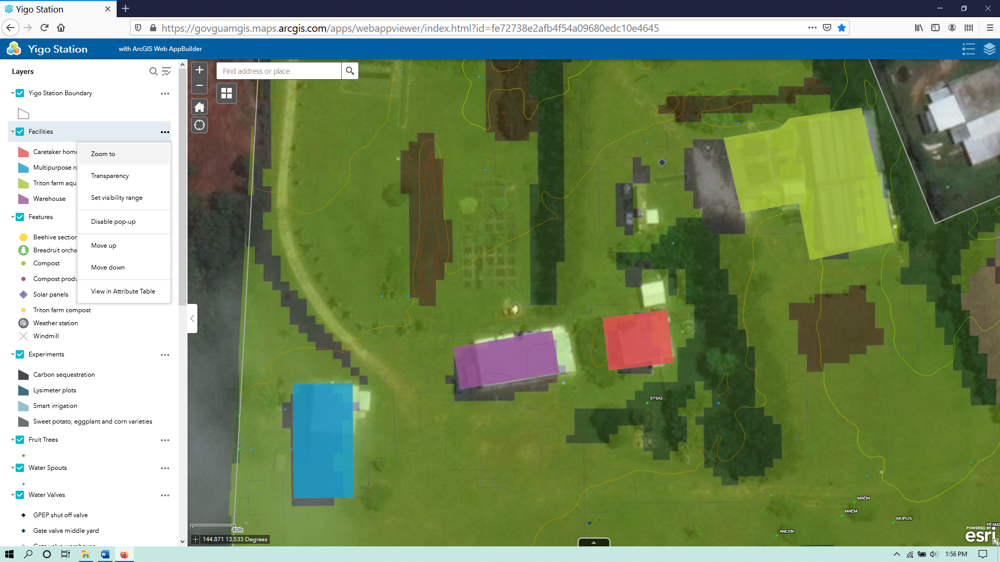 Yigo Station
https://govguamgis.maps.arcgis.com/apps/webappviewer/index.html?id=fe72738e2afb4f54a09680edc10e4645
Yigo Station
with ArcGIS Web AppBuilder
Layers
Find address or place
Yigo Station Boundary
Facilities
Caretaker home
Zoom to
Multipurpose
Transparency
Triton farm
Set visibility range
Warehouse
Features
Disable pop-up
Beehive section
Move up
Breadruit
Compost
Move down
Compost
Solar panels
View in Attribute Table
Triton farm compost
Weather station
Windmill
Experiments
Carbon sequestration
Lysimeter plots
Smart irrigation
Sweet potato, eggplant and corn varieties
Fruit Trees
Water Spouts
Water Valves
GPEP shut off valve
Gate valve middle yard
SYSA3
MAEM
MAEM
MORUS
PEAM3
ANCH9
40ft
144.871 13.533 Degrees
POWERED BY
esri
1:56 PM